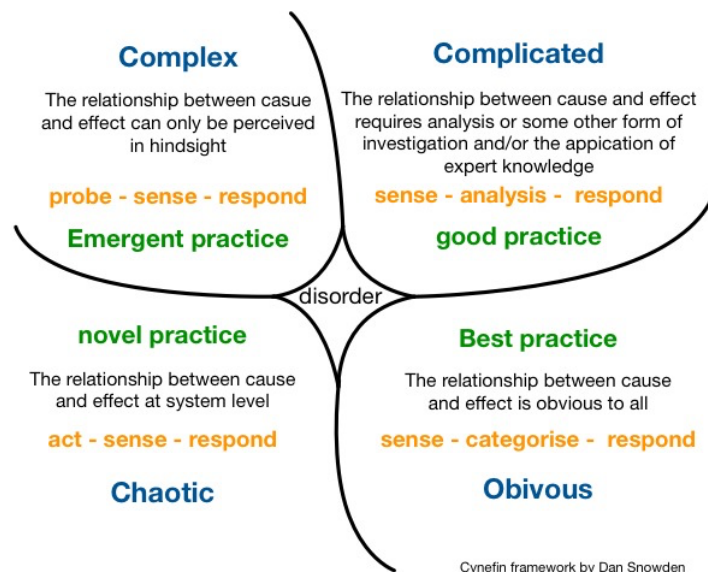 Complex
The relationship between casue
and effect can only be perceived
in hindsight
probe - sense - respond
Emergent practice
Complicated
The relationship between cause and effect
requires analysis or some other form of
investigation and/or the appication of
expert knowledge
sense - analysis - respond
good practice
disorder
novel practice
The relationship between cause
and effect at system level
act - sense - respond
Chaotic
Best practice
The relationship between cause
and effect is obvious to all
sense - categorise - respond
Obivous
Cynefin framework by Dan Snowden